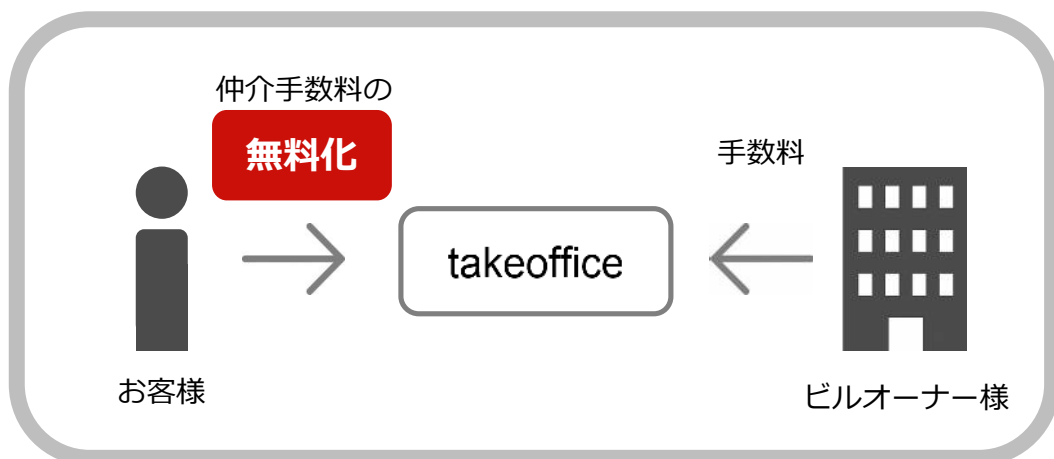 仲介手数料の
無料化
手数料
takeoffice
お客様
ビルオーナー様